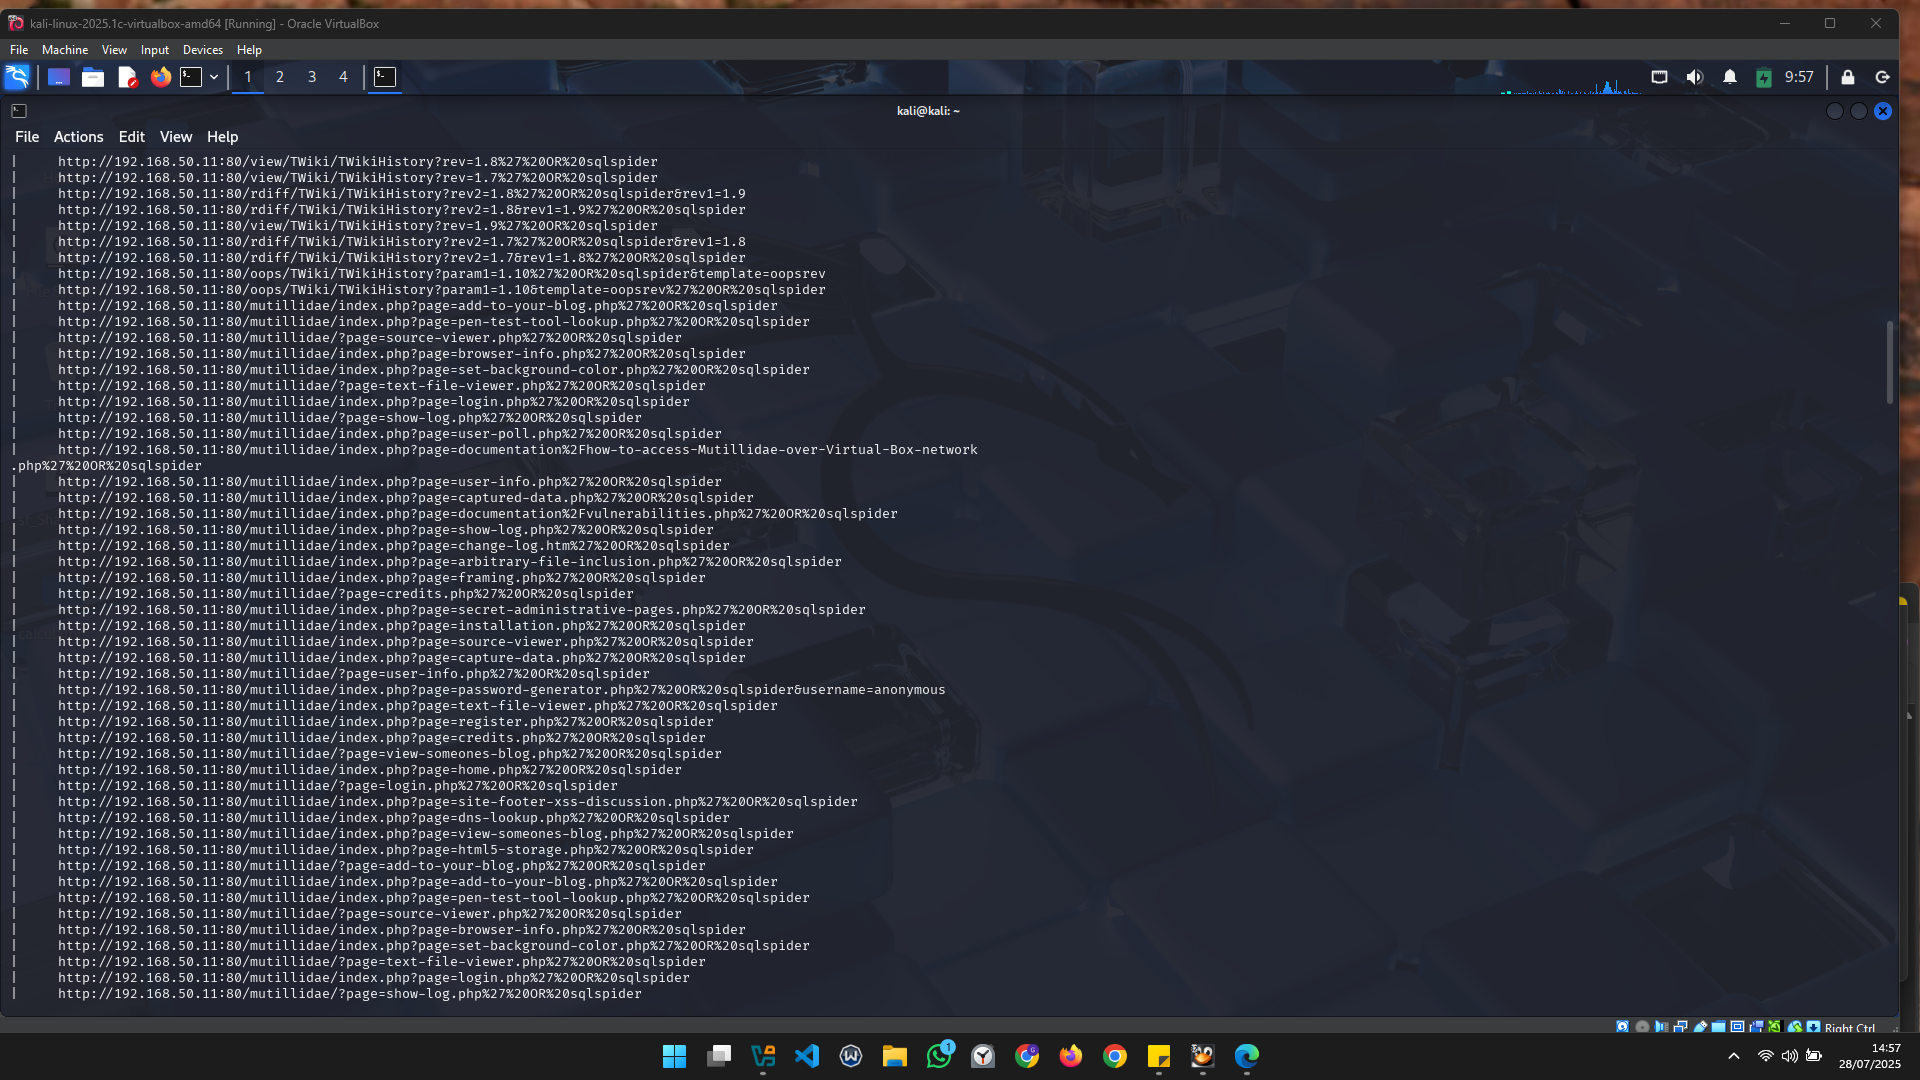 kali-linux-2025.1c-virtualbox-amd64 [Running] - Oracle VirtualBox
File Machine View Input Devices Help
1 2 3 4 9:57
kali@kali: ~
File Actions Edit View Help
| http://192.168.50.11:80/view/TWiki/TWikiHistory?rev=1.8%27%20OR%20sqlspider
| http://192.168.50.11:80/view/TWiki/TWikiHistory?rev=1.7%27%20OR%20sqlspider
| http://192.168.50.11:80/rdiff/TWiki/TWikiHistory?rev2=1.8%27%20OR%20sqlspider&rev1=1.9
| http://192.168.50.11:80/rdiff/TWiki/TWikiHistory?rev2=1.8&rev1=1.9%27%20OR%20sqlspider
| http://192.168.50.11:80/view/TWiki/TWikiHistory?rev=1.9%27%20OR%20sqlspider
| http://192.168.50.11:80/rdiff/TWiki/TWikiHistory?rev2=1.7%27%20OR%20sqlspider&rev1=1.8
| http://192.168.50.11:80/rdiff/TWiki/TWikiHistory?rev2=1.7&rev1=1.8%27%20OR%20sqlspider
| http://192.168.50.11:80/oops/TWiki/TWikiHistory?param1=1.10%27%20OR%20sqlspider&template=oopsrev
| http://192.168.50.11:80/oops/TWiki/TWikiHistory?param1=1.10&template=oopsrev%27%20OR%20sqlspider
| http://192.168.50.11:80/mutillidae/index.php?page=add-to-your-blog.php%27%20OR%20sqlspider
| http://192.168.50.11:80/mutillidae/index.php?page=pen-test-tool-lookup.php%27%20OR%20sqlspider
| http://192.168.50.11:80/mutillidae/?page=source-viewer.php%27%20OR%20sqlspider
| http://192.168.50.11:80/mutillidae/index.php?page=browser-info.php%27%20OR%20sqlspider
| http://192.168.50.11:80/mutillidae/index.php?page=set-background-color.php%27%20OR%20sqlspider
| http://192.168.50.11:80/mutillidae/?page=text-file-viewer.php%27%20OR%20sqlspider
| http://192.168.50.11:80/mutillidae/index.php?page=login.php%27%20OR%20sqlspider
| http://192.168.50.11:80/mutillidae/?page=show-log.php%27%20OR%20sqlspider
| http://192.168.50.11:80/mutillidae/index.php?page=user-poll.php%27%20OR%20sqlspider
| http://192.168.50.11:80/mutillidae/index.php?page=documentation%2Fhow-to-access-Mutillidae-over-Virtual-Box-network
.php%27%20OR%20sqlspider
| http://192.168.50.11:80/mutillidae/index.php?page=user-info.php%27%20OR%20sqlspider
| http://192.168.50.11:80/mutillidae/index.php?page=captured-data.php%27%20OR%20sqlspider
| http://192.168.50.11:80/mutillidae/index.php?page=documentation%2Fvulnerabilities.php%27%20OR%20sqlspider
| http://192.168.50.11:80/mutillidae/index.php?page=show-log.php%27%20OR%20sqlspider
| http://192.168.50.11:80/mutillidae/index.php?page=change-log.htm%27%20OR%20sqlspider
| http://192.168.50.11:80/mutillidae/index.php?page=arbitrary-file-inclusion.php%27%20OR%20sqlspider
| http://192.168.50.11:80/mutillidae/index.php?page=framing.php%27%20OR%20sqlspider
| http://192.168.50.11:80/mutillidae/?page=credits.php%27%20OR%20sqlspider
| http://192.168.50.11:80/mutillidae/index.php?page=secret-administrative-pages.php%27%20OR%20sqlspider
| http://192.168.50.11:80/mutillidae/index.php?page=installation.php%27%20OR%20sqlspider
| http://192.168.50.11:80/mutillidae/index.php?page=source-viewer.php%27%20OR%20sqlspider
| http://192.168.50.11:80/mutillidae/index.php?page=capture-data.php%27%20OR%20sqlspider
| http://192.168.50.11:80/mutillidae/?page=user-info.php%27%20OR%20sqlspider
| http://192.168.50.11:80/mutillidae/index.php?page=password-generator.php%27%20OR%20sqlspider&username=anonymous
| http://192.168.50.11:80/mutillidae/index.php?page=text-file-viewer.php%27%20OR%20sqlspider
| http://192.168.50.11:80/mutillidae/index.php?page=register.php%27%20OR%20sqlspider
| http://192.168.50.11:80/mutillidae/index.php?page=credits.php%27%20OR%20sqlspider
| http://192.168.50.11:80/mutillidae/?page=view-someones-blog.php%27%20OR%20sqlspider
| http://192.168.50.11:80/mutillidae/index.php?page=home.php%27%20OR%20sqlspider
| http://192.168.50.11:80/mutillidae/?page=login.php%27%20OR%20sqlspider
| http://192.168.50.11:80/mutillidae/index.php?page=site-footer-xss-discussion.php%27%20OR%20sqlspider
| http://192.168.50.11:80/mutillidae/index.php?page=dns-lookup.php%27%20OR%20sqlspider
| http://192.168.50.11:80/mutillidae/index.php?page=view-someones-blog.php%27%20OR%20sqlspider
| http://192.168.50.11:80/mutillidae/index.php?page=html5-storage.php%27%20OR%20sqlspider
| http://192.168.50.11:80/mutillidae/?page=add-to-your-blog.php%27%20OR%20sqlspider
| http://192.168.50.11:80/mutillidae/index.php?page=add-to-your-blog.php%27%20OR%20sqlspider
| http://192.168.50.11:80/mutillidae/index.php?page=pen-test-tool-lookup.php%27%20OR%20sqlspider
| http://192.168.50.11:80/mutillidae/?page=source-viewer.php%27%20OR%20sqlspider
| http://192.168.50.11:80/mutillidae/index.php?page=browser-info.php%27%20OR%20sqlspider
| http://192.168.50.11:80/mutillidae/index.php?page=set-background-color.php%27%20OR%20sqlspider
| http://192.168.50.11:80/mutillidae/?page=text-file-viewer.php%27%20OR%20sqlspider
| http://192.168.50.11:80/mutillidae/index.php?page=login.php%27%20OR%20sqlspider
| http://192.168.50.11:80/mutillidae/?page=show-log.php%27%20OR%20sqlspider
Right Ctrl
1
14:57
28/07/2025